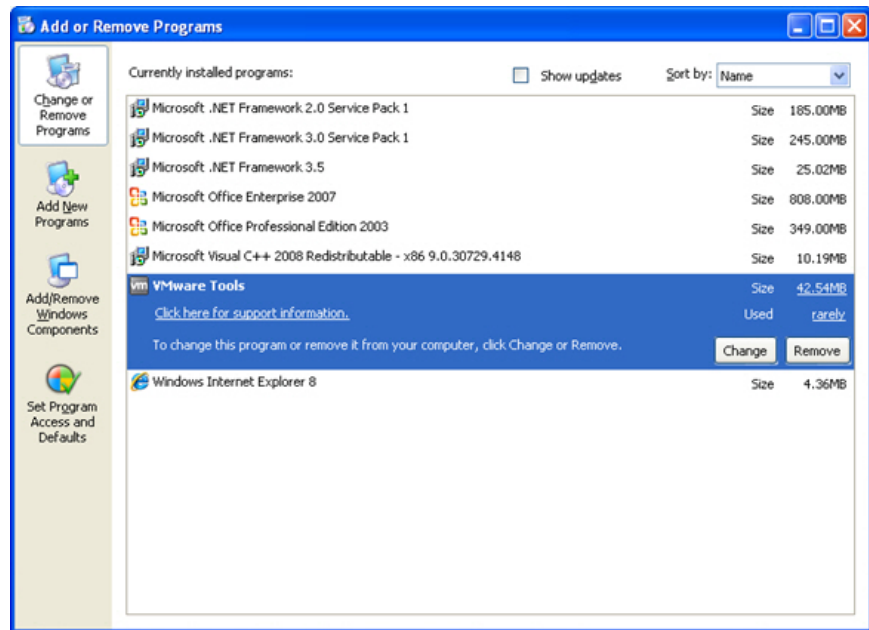 Add or Remove Programs
Change or
Remove
Programs
Add New
Programs
Add/Remove
Windows
Components
Set Program
Access and
Defaults
Currently installed programs: Show updates Sort by: Name
Microsoft .NET Framework 2.0 Service Pack 1 Size 185.00MB
Microsoft .NET Framework 3.0 Service Pack 1 Size 245.00MB
Microsoft .NET Framework 3.5 Size 25.02MB
Microsoft Office Enterprise 2007 Size 808.00MB
Microsoft Office Professional Edition 2003 Size 349.00MB
Microsoft Visual C++ 2008 Redistributable - x86 9.0.30729.4148 Size 10.19MB
vm VMware Tools Size 42.54MB
Click here for support information. Used rarely
To change this program or remove it from your computer, click Change or Remove. Change Remove
Windows Internet Explorer 8 Size 4.36MB